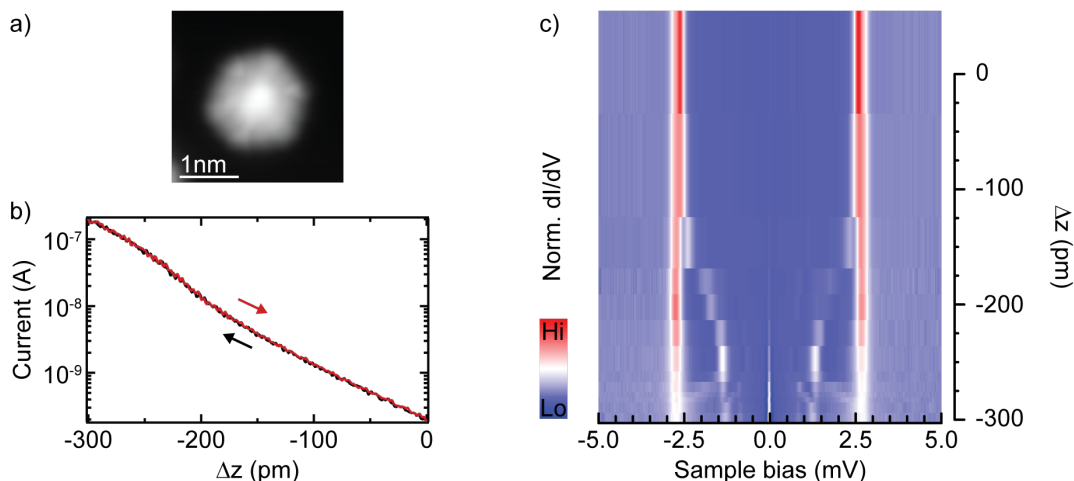 a)
1nm
b)
10-7
10-8
10-9
Current (A)
-300
-200
-100
0
Δz (pm)
c)
Norm. dI/dV
Hi
Lo
0
-100
-200
-300
Δz (pm)
-5.0
-2.5
0.0
2.5
5.0
Sample bias (mV)